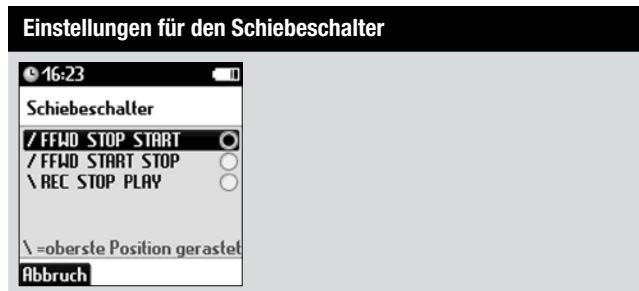 Einstellungen für den Schiebeschalter
16:23
Schiebeschalter
/ FFWD STOP START
/ FFWD START STOP
\ REC STOP PLAY
\ =oberste Position gerastet
Abbruch